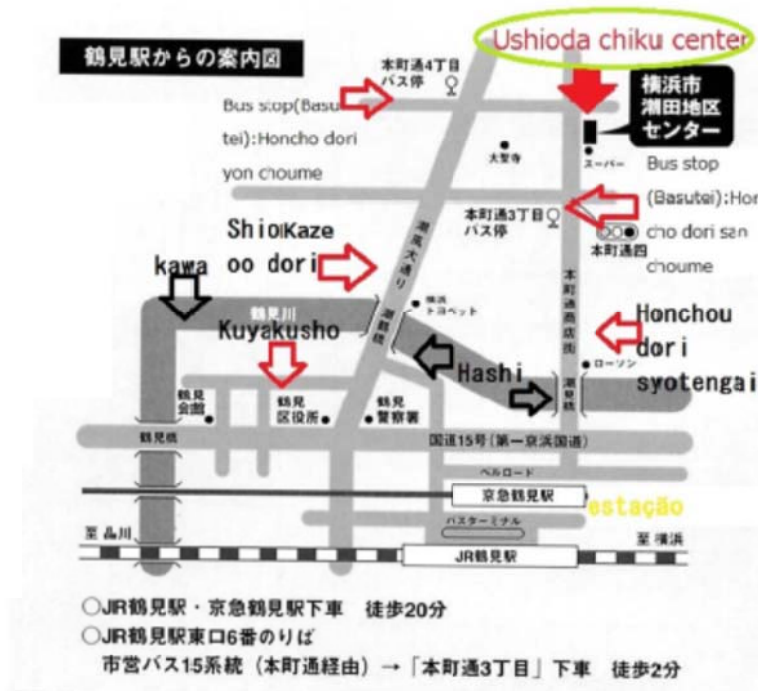 Ushioda chiku center
鶴見駅からの案内図
本町通4丁目
バス停
横浜市
潮田地区
センター
Bus stop(Basu
tei):Honcho dori
yon choume
大聖寺
スーパー
Bus stop
(Basutei):Hon
cho dori san
choume
本町通3丁目
バス停
本町通四
Shio Kaze
oo dori
潮風大通り
kawa
鶴見川
潮鶴橋
横浜
トヨペット
本町通商店街
Honchou
dori
syotengai
Kuyakusho
Hashi
ローソン
潮見橋
鶴見
会館
鶴見
区役所
鶴見
警察署
鶴見橋
国道15号(第一京浜国道)
ベルロード
京急鶴見駅
estação
バスターミナル
至品川
至横浜
JR鶴見駅
○JR鶴見駅・京急鶴見駅下車 徒歩20分
○JR鶴見駅東口6番のりば
市営バス15系統(本町通経由)→「本町通3丁目」下車 徒歩2分